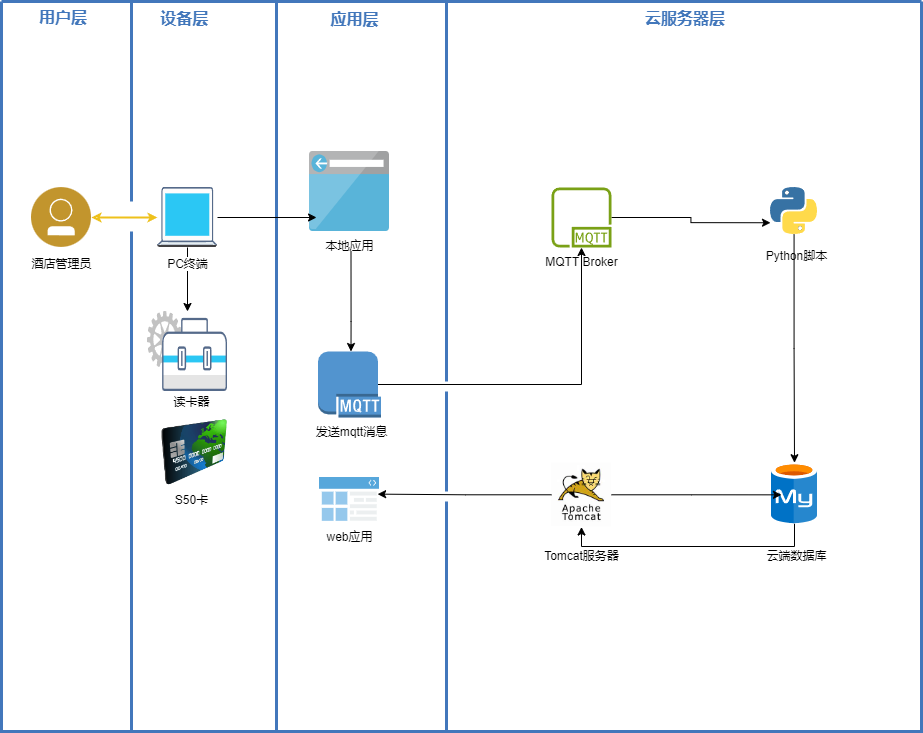 用户层
设备层
应用层
云服务器层
酒店管理员
PC终端
本地应用
MQTT
MQTT Broker
Python脚本
读卡器
MQTT
发送mqtt消息
S50卡
web应用
Apache
Tomcat
Tomcat服务器
My
云端数据库